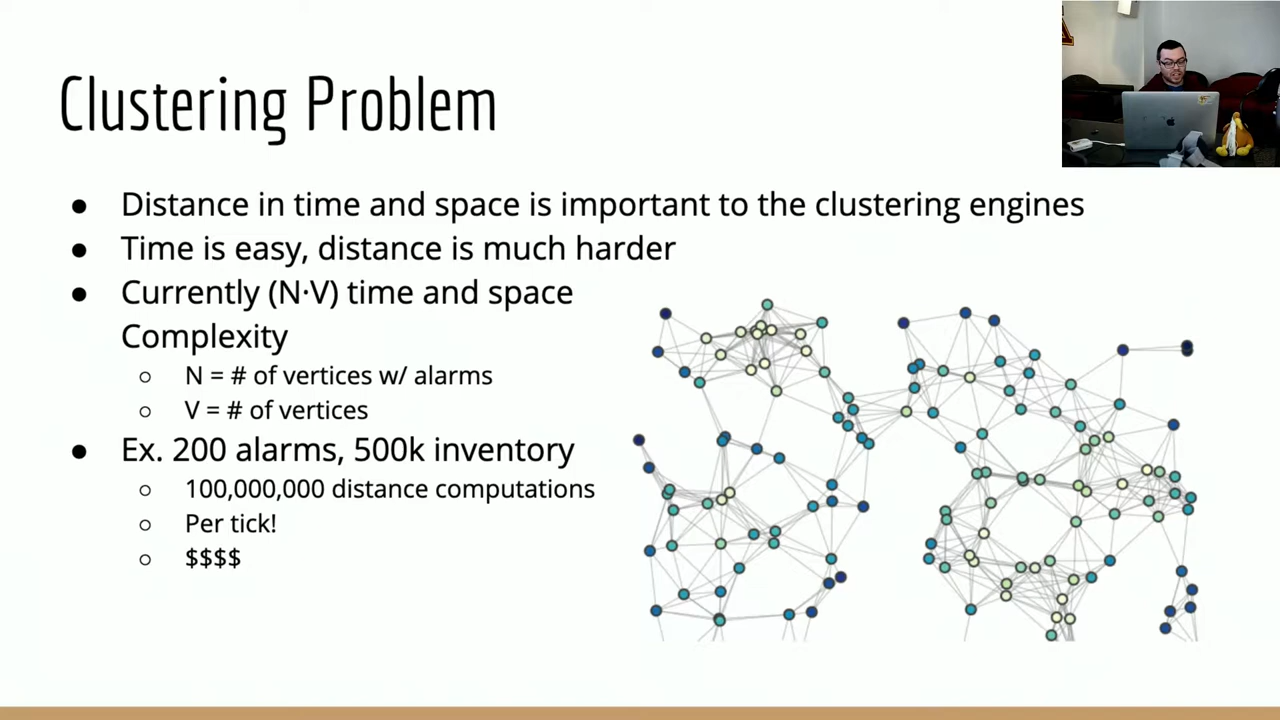 Clustering Problem
● Distance in time and space is important to the clustering engines
● Time is easy, distance is much harder
● Currently (N·V) time and space
Complexity
○ N = # of vertices w/ alarms
○ V = # of vertices
● Ex. 200 alarms, 500k inventory
○ 100,000,000 distance computations
○ Per tick!
○ $$$$